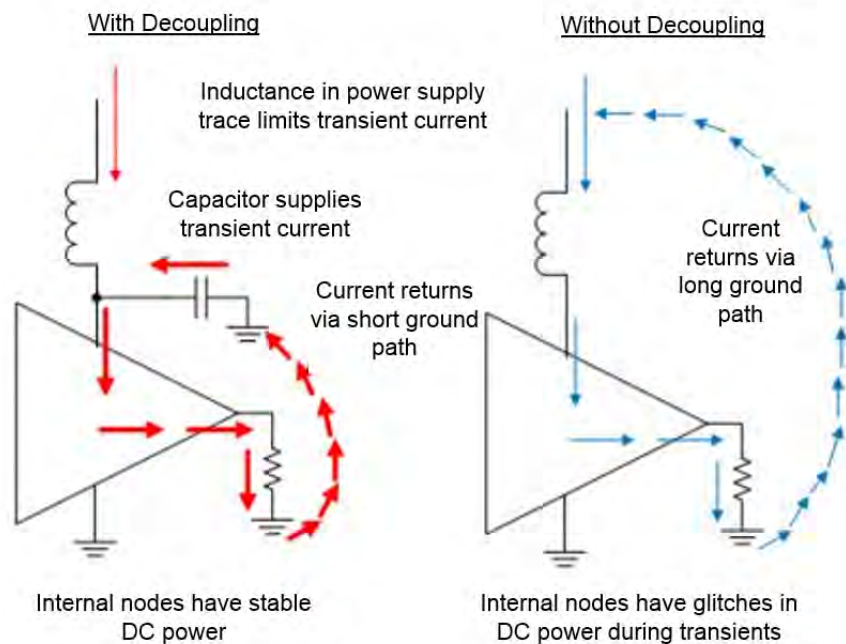 With Decoupling
Without Decoupling
Inductance in power supply
trace limits transient current
Capacitor supplies
transient current
Current returns
via short ground
path
Current
returns via
long ground
path
Internal nodes have stable
DC power
Internal nodes have glitches in
DC power during transients